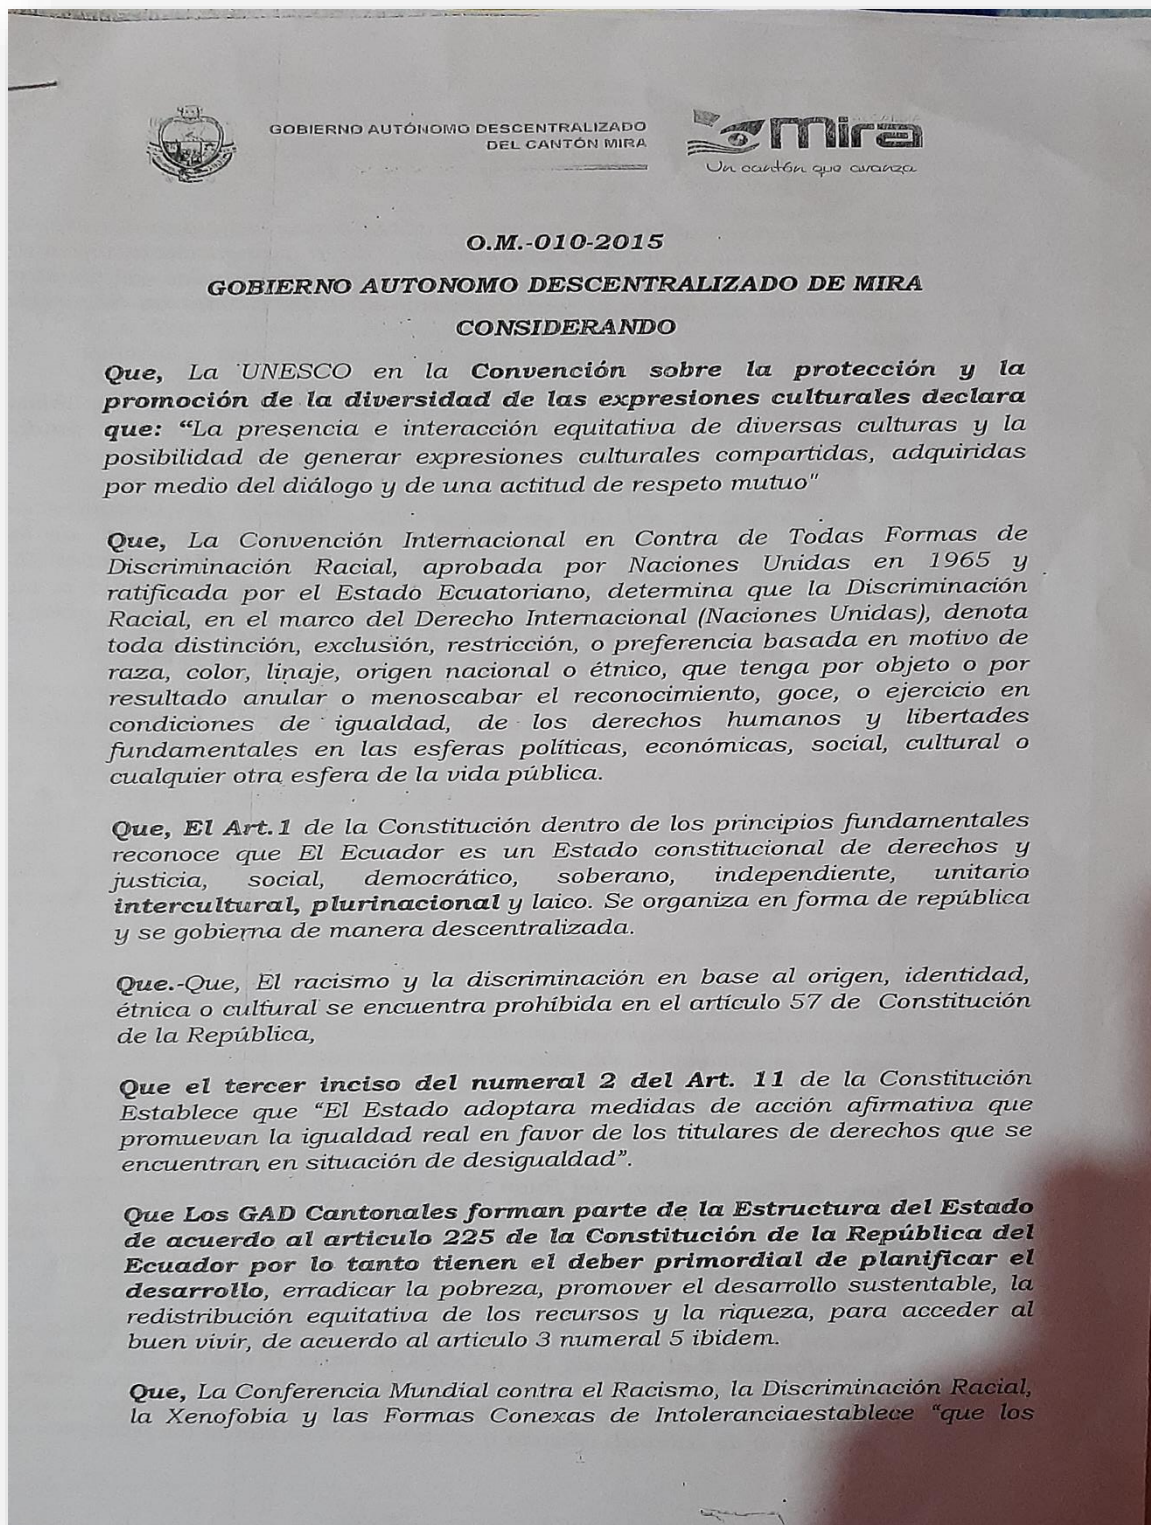 GOBIERNO AUTÓNOMO DESCENTRALIZADO
DEL CANTÓN MIRA
mira
Un cantón que avanza
O.M.-010-2015
GOBIERNO AUTONOMO DESCENTRALIZADO DE MIRA
CONSIDERANDO
Que, La UNESCO en la Convención sobre la protección y la
promoción de la diversidad de las expresiones culturales declara
que: “La presencia e interacción equitativa de diversas culturas y la
posibilidad de generar expresiones culturales compartidas, adquiridas
por medio del diálogo y de una actitud de respeto mutuo"
Que, La Convención Internacional en Contra de Todas Formas de
Discriminación Racial, aprobada por Naciones Unidas en 1965 y
ratificada por el Estado Ecuatoriano, determina que la Discriminación
Racial, en el marco del Derecho Internacional (Naciones Unidas), denota
toda distinción, exclusión, restricción, o preferencia basada en motivo de
raza, color, linaje, origen nacional o étnico, que tenga por objeto o por
resultado anular o menoscabar el reconocimiento, goce, o ejercicio en
condiciones de igualdad, de los derechos humanos y libertades
fundamentales en las esferas políticas, económicas, social, cultural o
cualquier otra esfera de la vida pública.
Que, El Art.1 de la Constitución dentro de los principios fundamentales
reconoce que El Ecuador es un Estado constitucional de derechos y
justicia, social, democrático, soberano, independiente, unitario
intercultural, plurinacional y laico. Se organiza en forma de república
y se gobierna de manera descentralizada.
Que.-Que, El racismo y la discriminación en base al origen, identidad,
étnica o cultural se encuentra prohíbida en el artículo 57 de Constitución
de la República,
Que el tercer inciso del numeral 2 del Art. 11 de la Constitución
Establece que “El Estado adoptara medidas de acción afirmativa que
promuevan la igualdad real en favor de los titulares de derechos que se
encuentran en situación de desigualdad”.
Que Los GAD Cantonales forman parte de la Estructura del Estado
de acuerdo al articulo 225 de la Constitución de la República del
Ecuador por lo tanto tienen el deber primordial de planificar el
desarrollo, erradicar la pobreza, promover el desarrollo sustentable, la
redistribución equitativa de los recursos y la riqueza, para acceder al
buen vivir, de acuerdo al articulo 3 numeral 5 ibidem.
Que, La Conferencia Mundial contra el Racismo, la Discriminación Racial,
la Xenofobia y las Formas Conexas de Intoleranciaestablece “que los